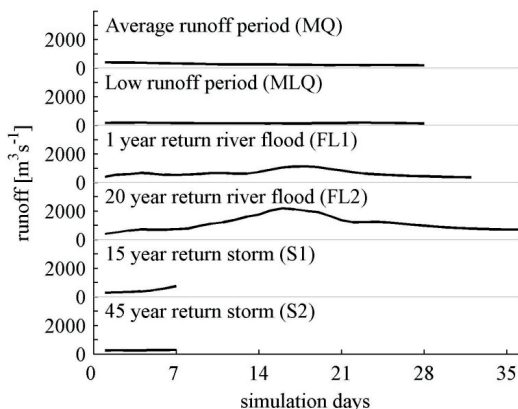 Average runoff period (MQ)
2000
0
Low runoff period (MLQ)
2000
0
1 year return river flood (FL1)
2000
0
20 year return river flood (FL2)
2000
0
15 year return storm (S1)
2000
0
45 year return storm (S2)
2000
0
runoff [m³ s⁻¹]
0 7 14 21 28 35
simulation days